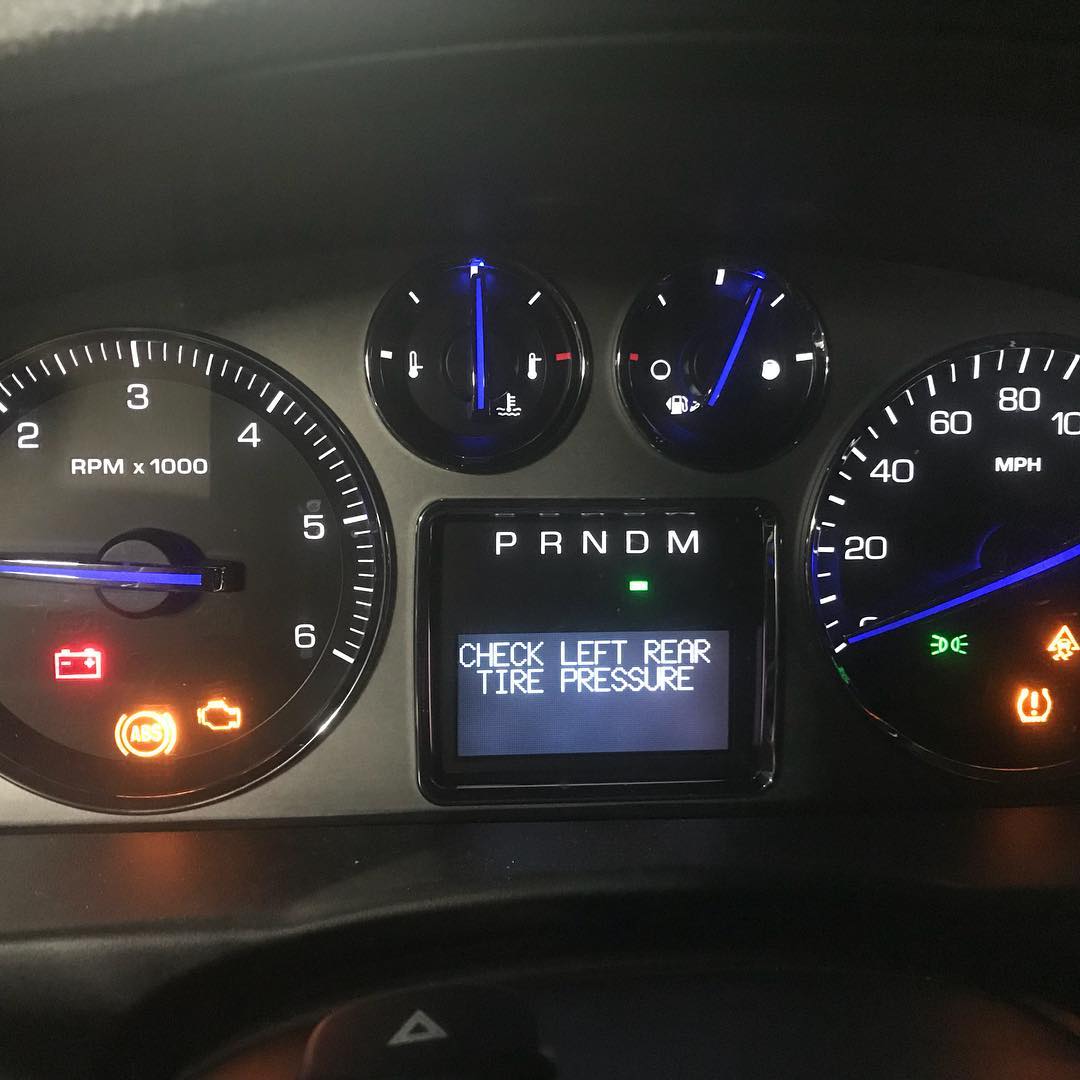 2
3
4
5
6
RPM x 1000
ABS
P R N D M
CHECK LEFT REAR
TIRE PRESSURE
20
40
60
80
MPH